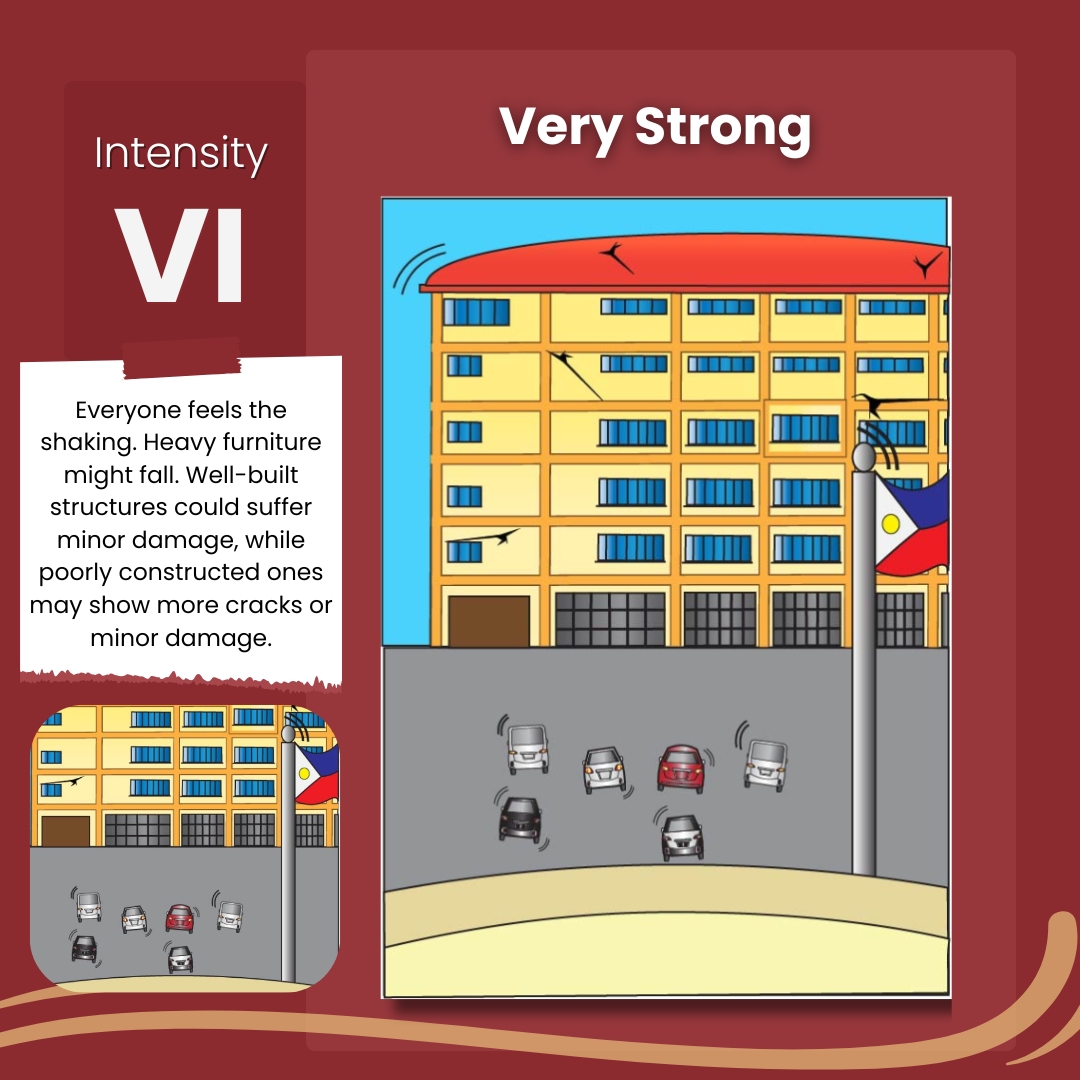 Intensity
VI
Very Strong
Everyone feels the
shaking. Heavy furniture
might fall. Well-built
structures could suffer
minor damage, while
poorly constructed ones
may show more cracks or
minor damage.